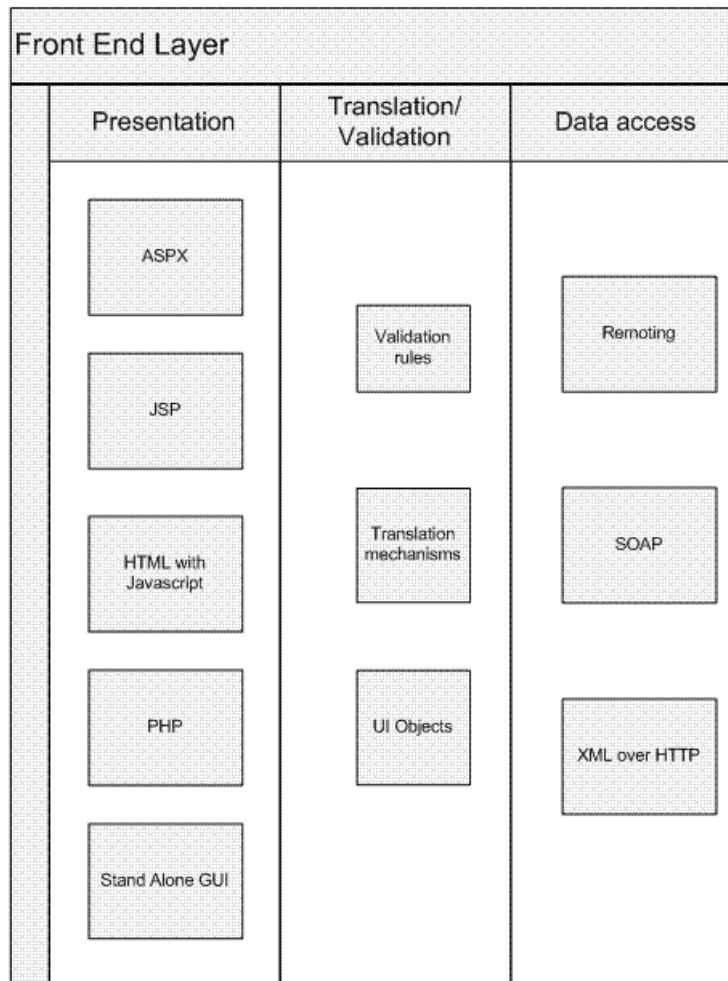 Front End Layer
Presentation
Translation/
Validation
Data access
ASPX
JSP
HTML with
Javascript
PHP
Stand Alone GUI
Validation
rules
Translation
mechanisms
UI Objects
Remoting
SOAP
XML over HTTP